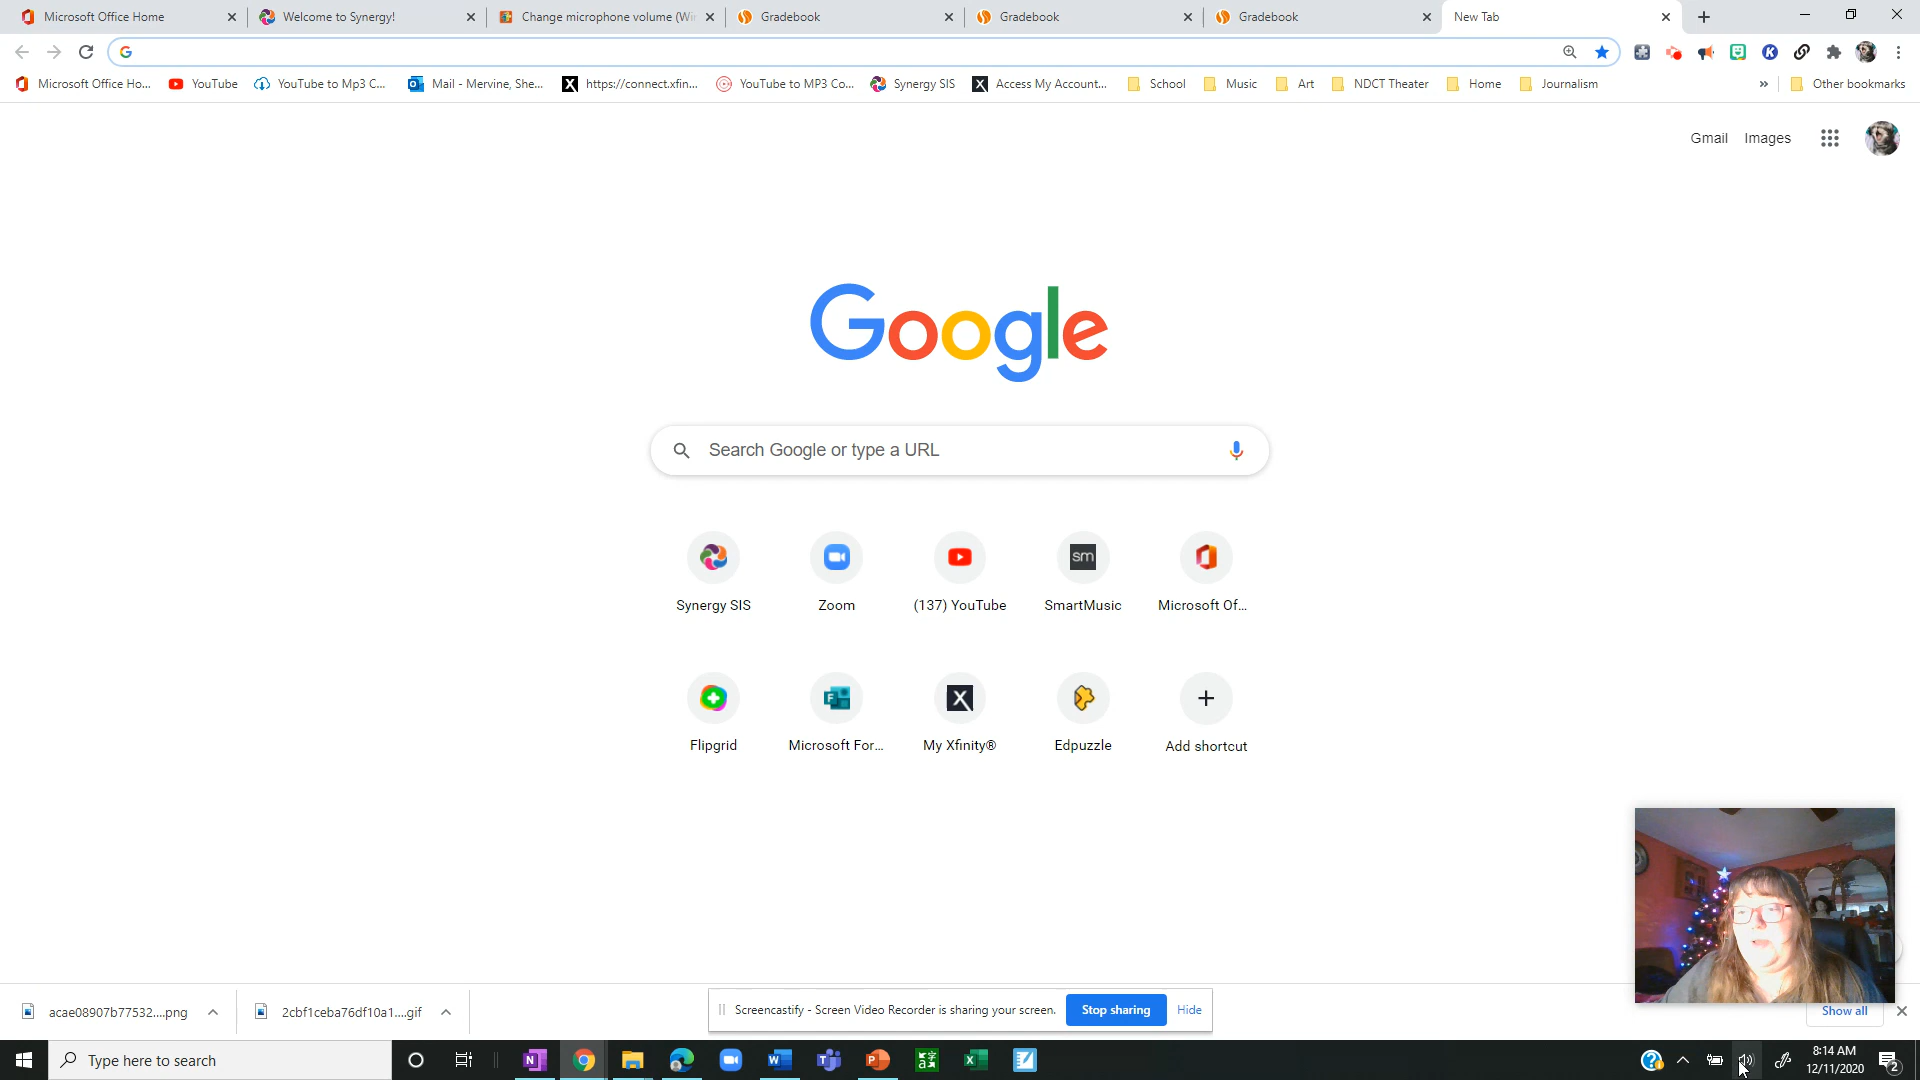 Microsoft Office Home
Welcome to Synergy!
Change microphone volume (Wi
Gradebook
Gradebook
Gradebook
New Tab
Microsoft Office Ho...
YouTube
YouTube to Mp3 C...
Mail - Mervine, She...
https://connect.xfin...
YouTube to MP3 Co...
Synergy SIS
Access My Account...
School
Music
Art
NDCT Theater
Home
Journalism
»
Other bookmarks
Gmail
Images
Google
Search Google or type a URL
sm
Synergy SIS
Zoom
(137) YouTube
SmartMusic
Microsoft Of...
Flipgrid
Microsoft For...
My Xfinity®
Edpuzzle
Add shortcut
acae08907b77532....png
2cbf1ceba76df10a1....gif
Screencastify - Screen Video Recorder is sharing your screen.
Stop sharing
Hide
Show all
Type here to search
8:14 AM
12/11/2020
2